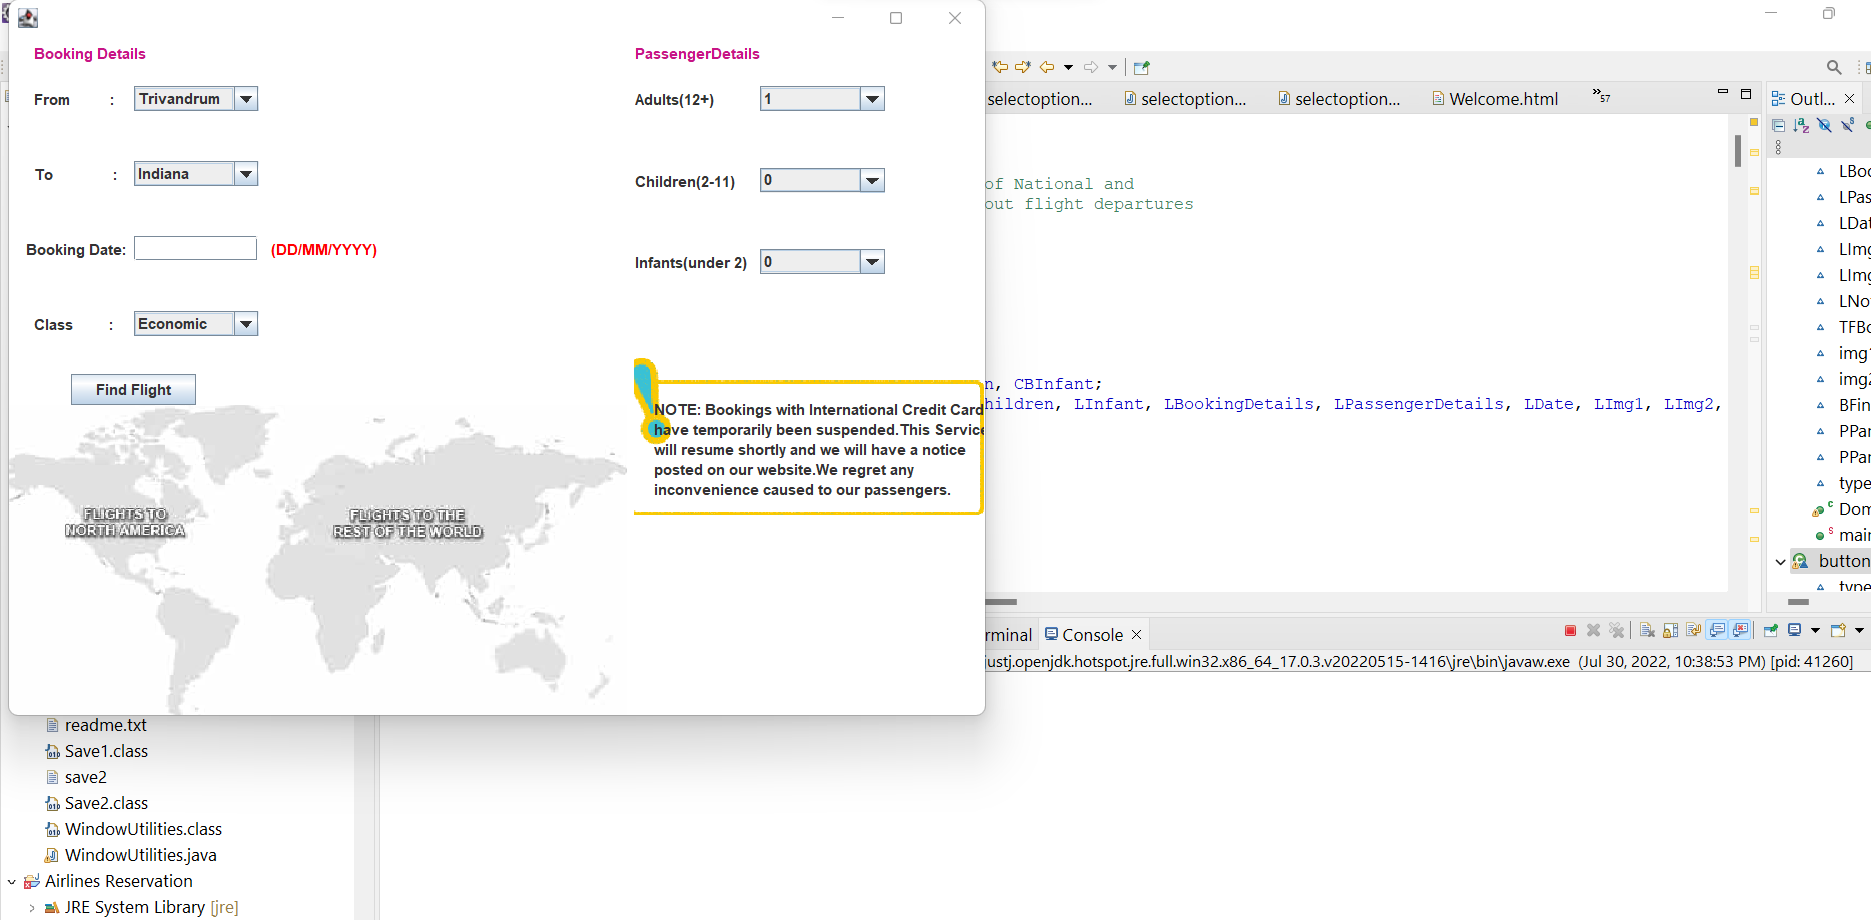 Booking Details
PassengerDetails
From :
Trivandrum
Adults(12+)
1
To :
Indiana
Children(2-11)
0
Booking Date:
(DD/MM/YYYY)
Infants(under 2)
0
Class :
Economic
Find Flight
NOTE: Bookings with International Credit Card
have temporarily been suspended.This Service
will resume shortly and we will have a notice
posted on our website.We regret any
inconvenience caused to our passengers.
FLIGHTS TO
NORTH AMERICA
FLIGHTS TO THE
REST OF THE WORLD
selectoption...
selectoption...
selectoption...
Welcome.html
57
Outl...
of National and
out flight departures
n, CBInfant;
hildren, LInfant, LBookingDetails, LPassengerDetails, LDate, LImg1, LImg2,
LBoo
LPas
LDat
LImg
LImg
LNo
TFBo
img
img2
BFin
PPar
PPar
type
Dom
main
button
type
rminal
Console
justj.openjdk.hotspot.jre.full.win32.x86_64_17.0.3.v20220515-1416\jre\bin\javaw.exe (Jul 30, 2022, 10:38:53 PM) [pid: 41260]
readme.txt
Save1.class
save2
Save2.class
WindowUtilities.class
WindowUtilities.java
Airlines Reservation
JRE System Library [jre]